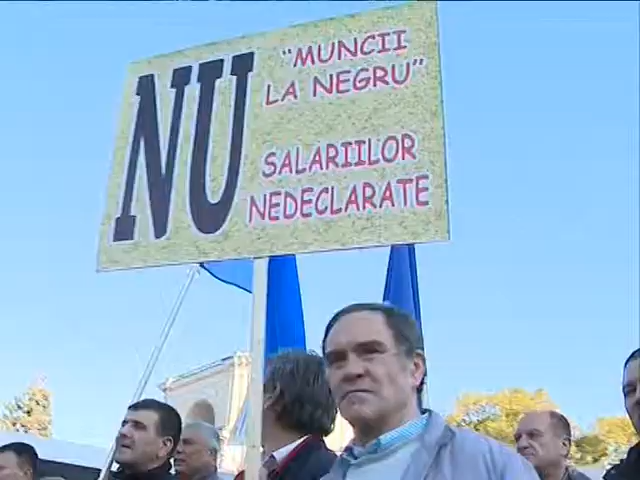 NU
"MUNCII
LA NEGRU"
SALARIILOR
NEDECLARATE